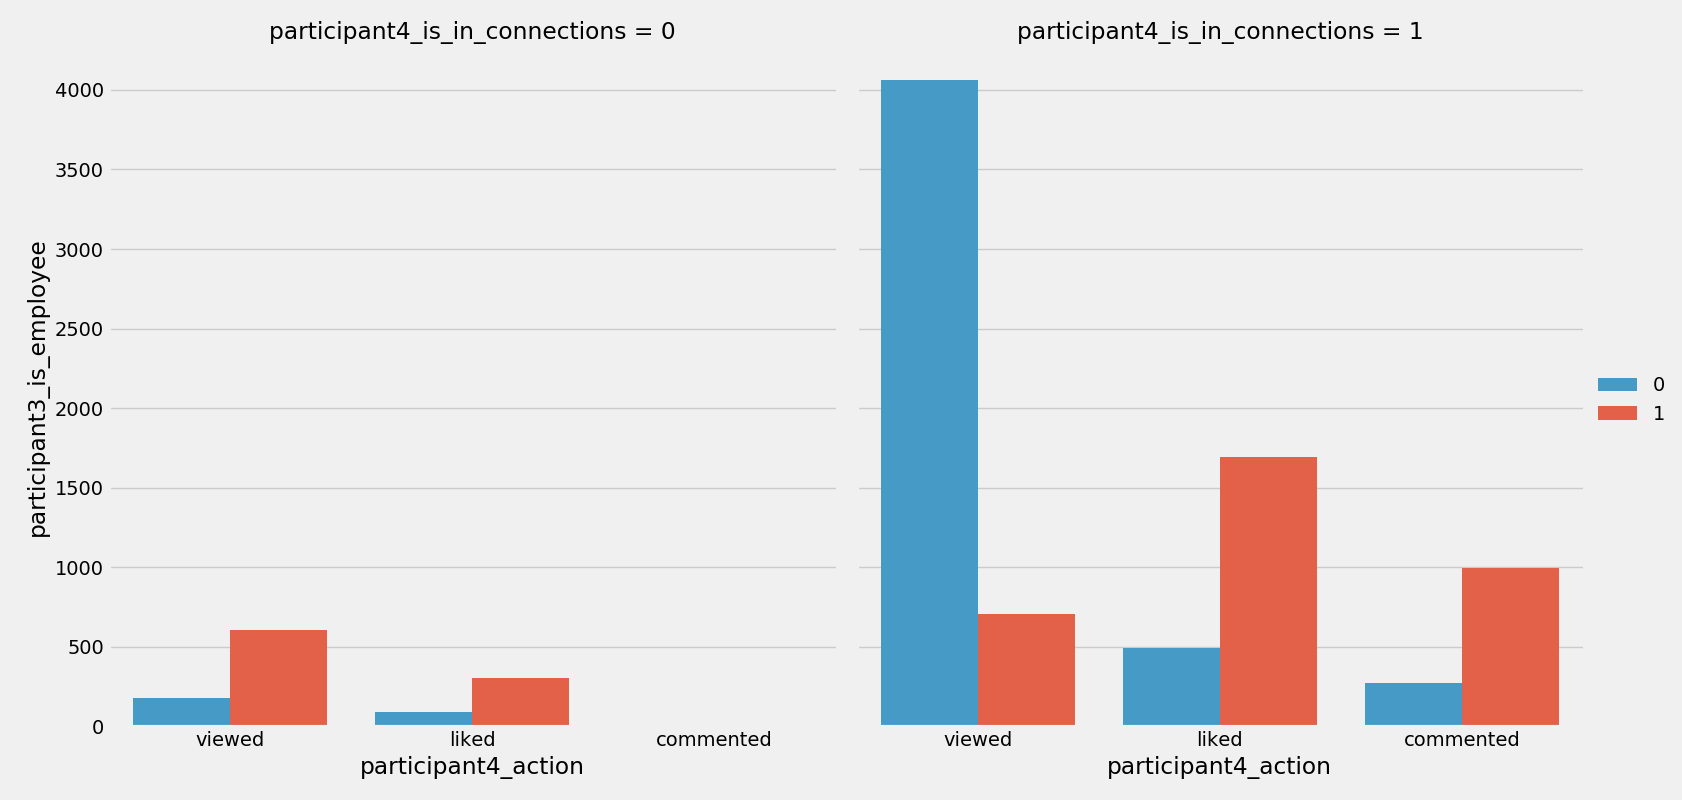 participant4_is_in_connections = 0
participant4_is_in_connections = 1
participant3_is_employee
4000
3500
3000
2500
2000
1500
1000
500
0
viewed liked commented
viewed liked commented
participant4_action
participant4_action
0
1